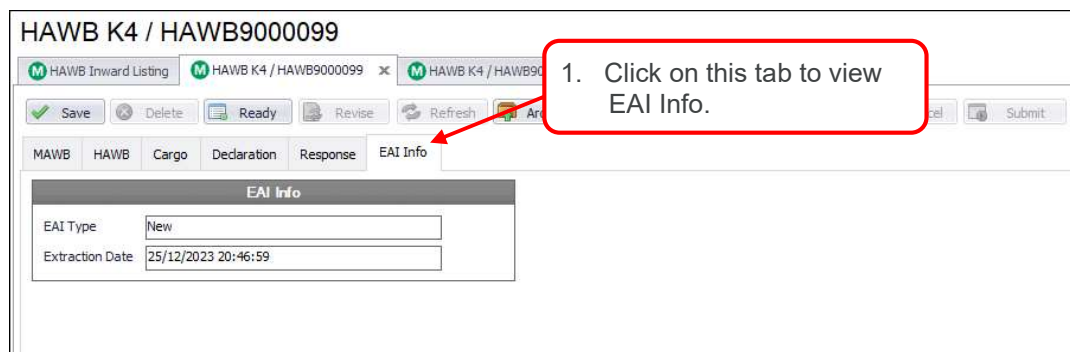 HAWB K4 / HAWB9000099
HAWB Inward Listing HAWB K4 / HAWB9000099 HAWB K4 / HAWB90
1. Click on this tab to view
EAI Info.
Save Delete Ready Revise Refresh Submit
MAWB HAWB Cargo Declaration Response EAI Info
EAI Info
EAI Type New
Extraction Date 25/12/2023 20:46:59